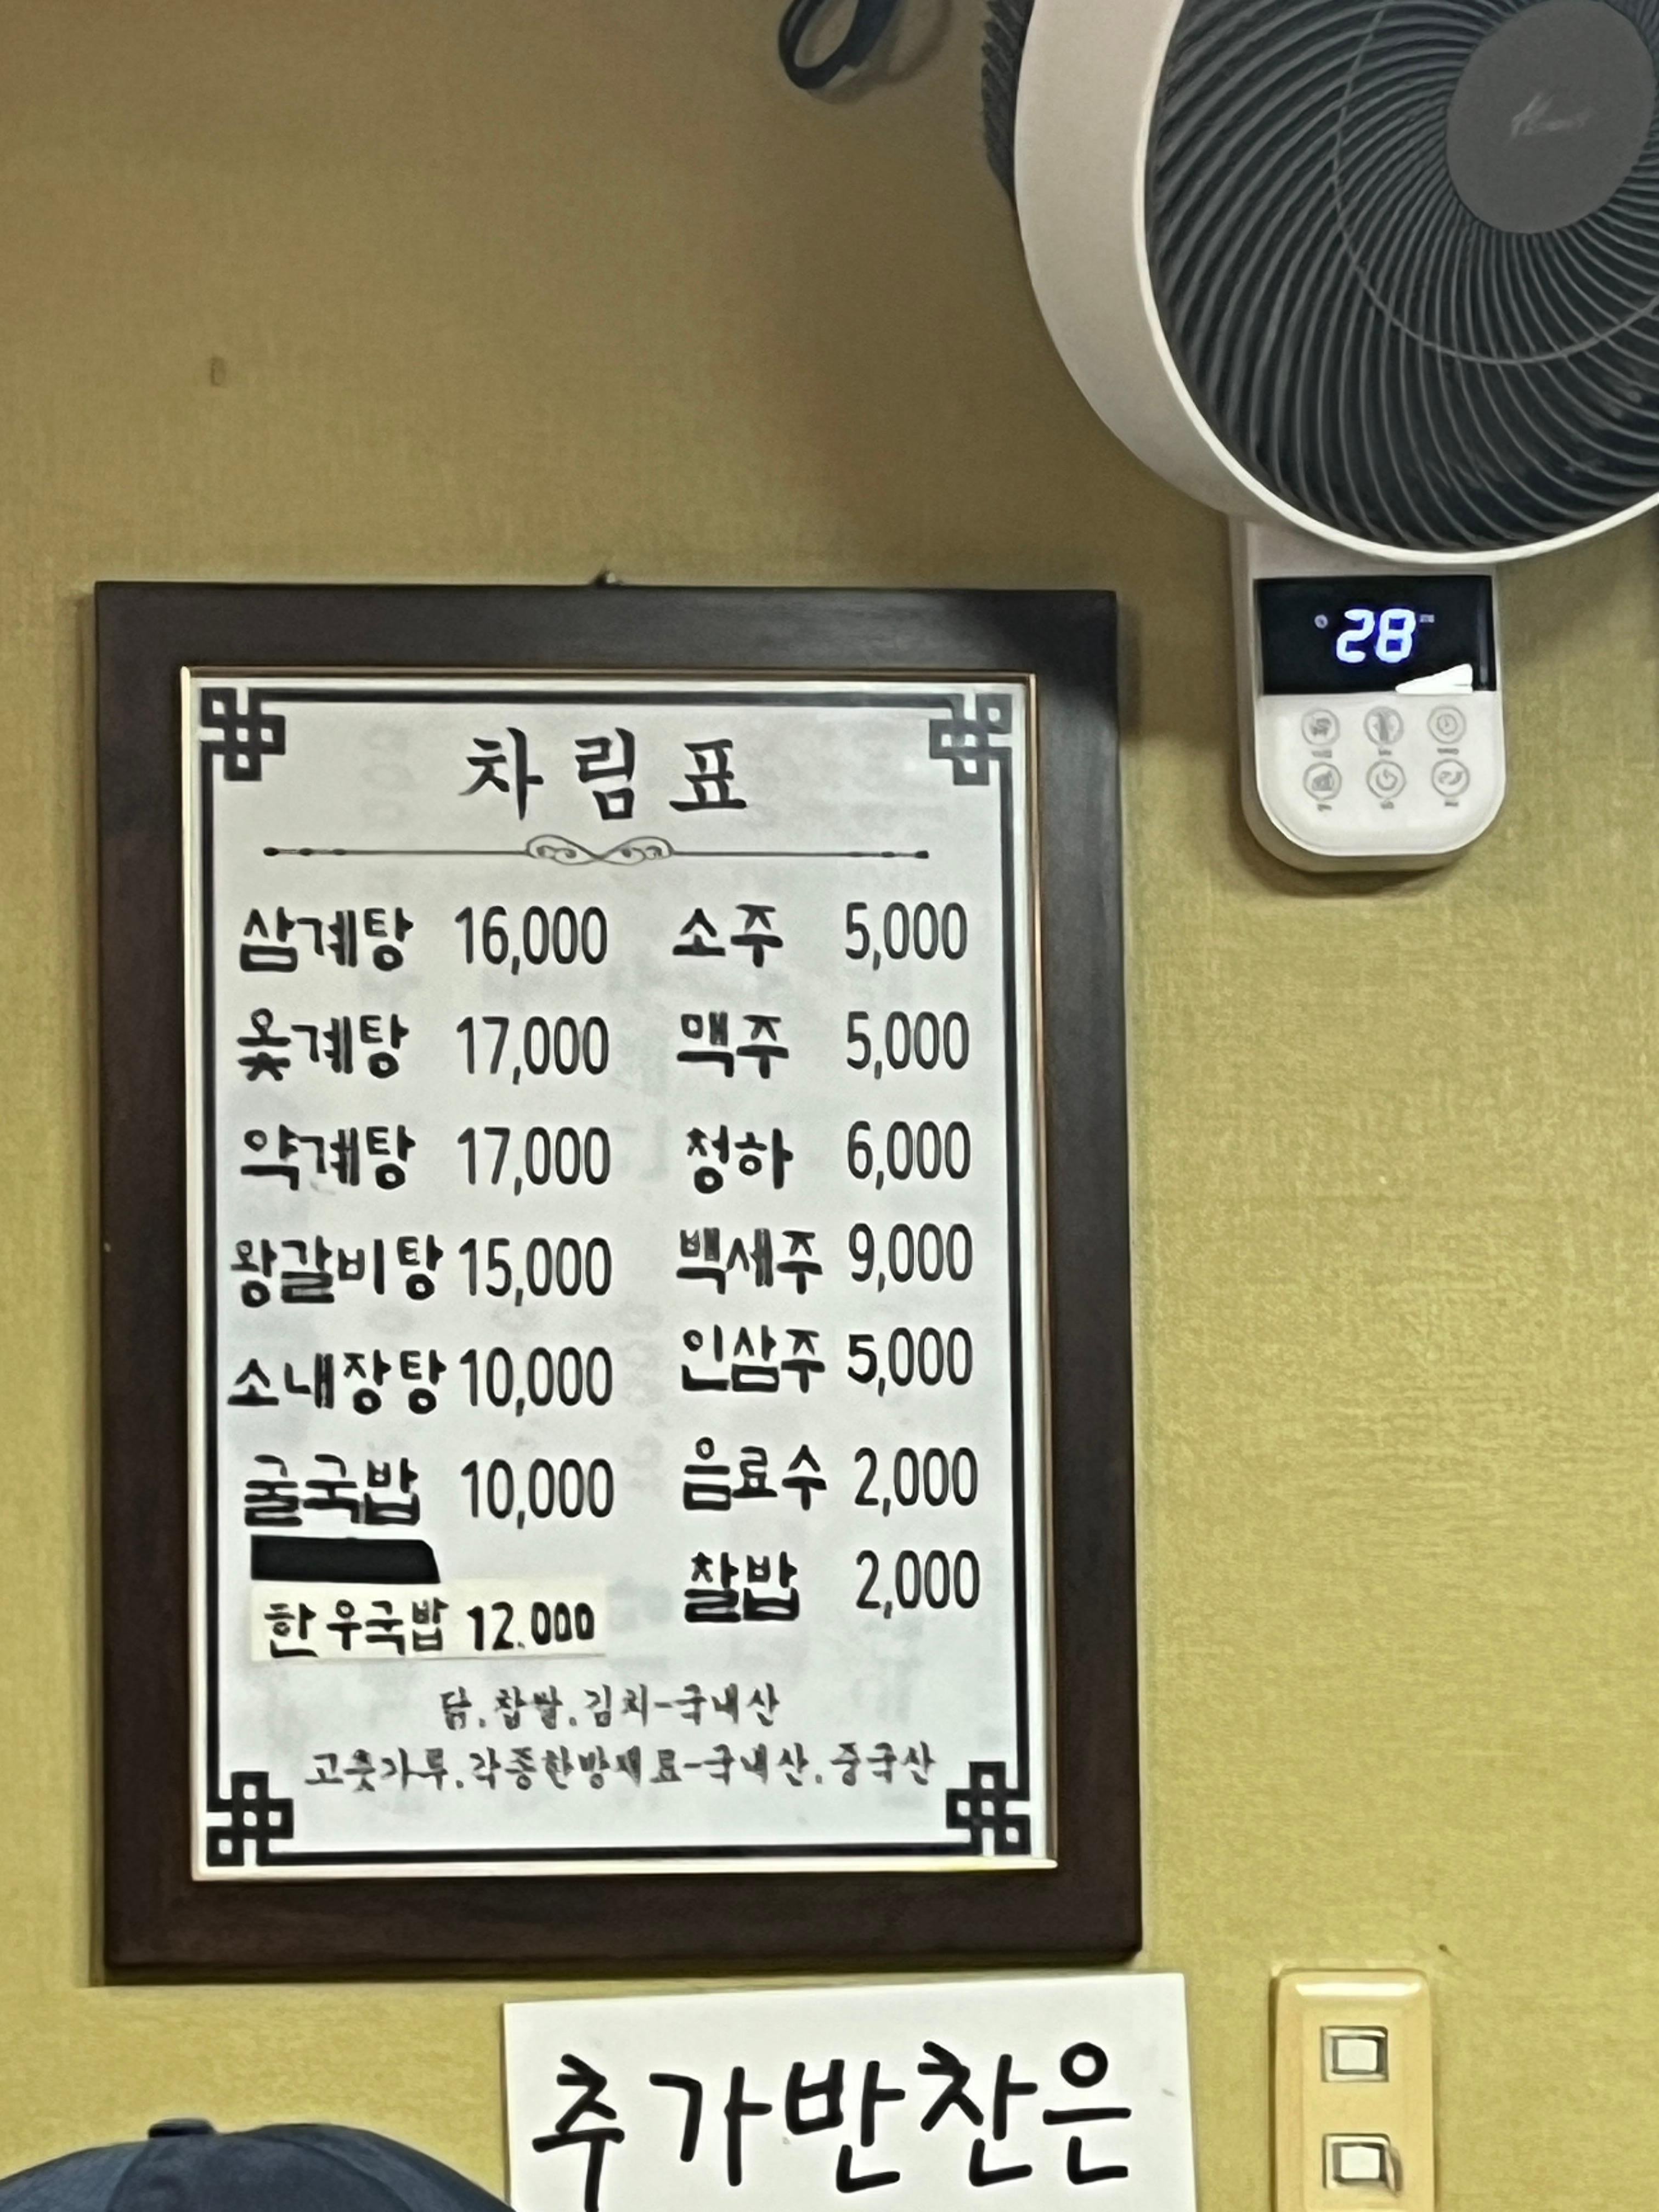 28
차림표
삼계탕 16,000
옻계탕 17,000
약계탕 17,000
왕갈비탕 15,000
소내장탕 10,000
굴국밥 10,000
한우국밥 12.000
소주 5,000
맥주 5,000
청하 6,000
백세주 9,000
인삼주 5,000
음료수 2,000
찰밥 2,000
닭.찹쌀.김치-국내산
고춧가루.각종한방재료-국내산.중국산
추가반찬은